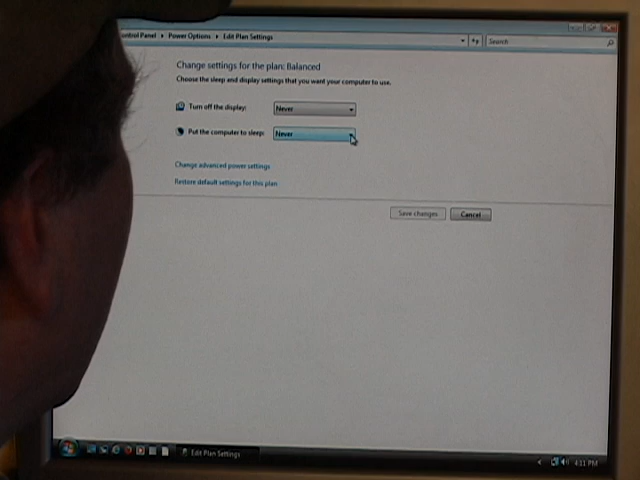 ontrol Panel ▸ Power Options ▸ Edit Plan Settings
Search
Change settings for the plan: Balanced
Choose the sleep and display settings that you want your computer to use.
Turn off the display:
Never
Put the computer to sleep:
Never
Change advanced power settings
Restore default settings for this plan
Save changes
Cancel
Edit Plan Settings
4:11 PM